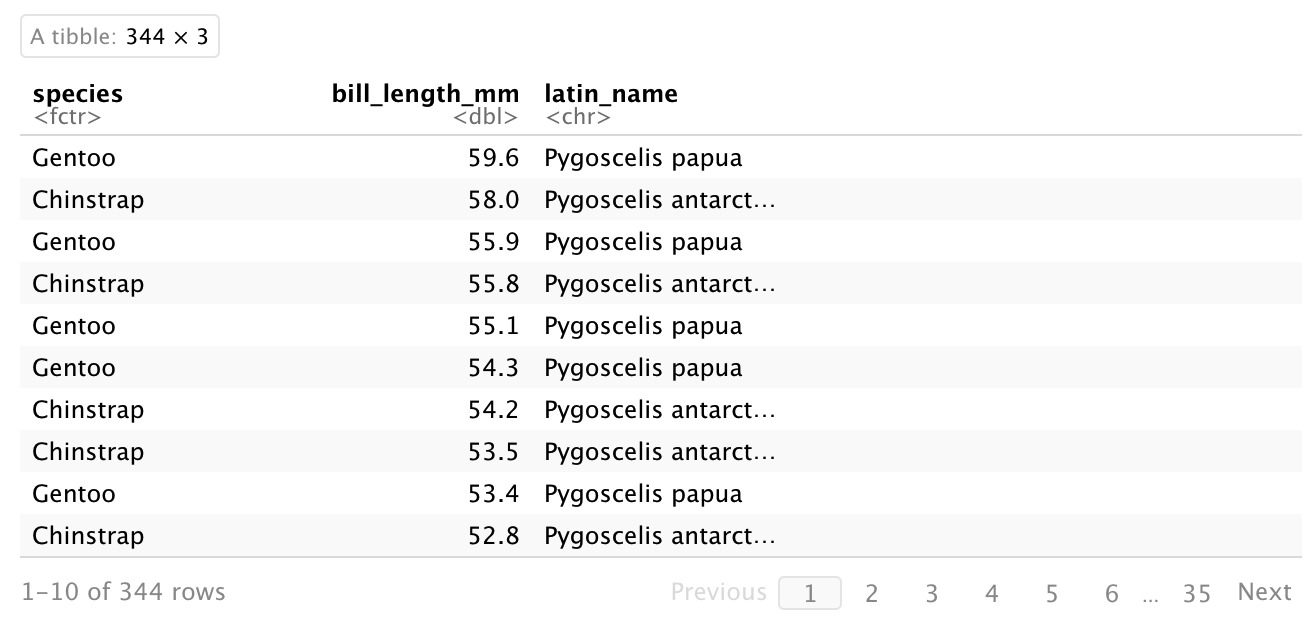 A tibble: 344 × 3
species bill_length_mm latin_name
<fctr> <dbl> <chr>
Gentoo 59.6 Pygoscelis papua
Chinstrap 58.0 Pygoscelis antarct…
Gentoo 55.9 Pygoscelis papua
Chinstrap 55.8 Pygoscelis antarct…
Gentoo 55.1 Pygoscelis papua
Gentoo 54.3 Pygoscelis papua
Chinstrap 54.2 Pygoscelis antarct…
Chinstrap 53.5 Pygoscelis antarct…
Gentoo 53.4 Pygoscelis papua
Chinstrap 52.8 Pygoscelis antarct…
1–10 of 344 rows Previous 1 2 3 4 5 6 ... 35 Next